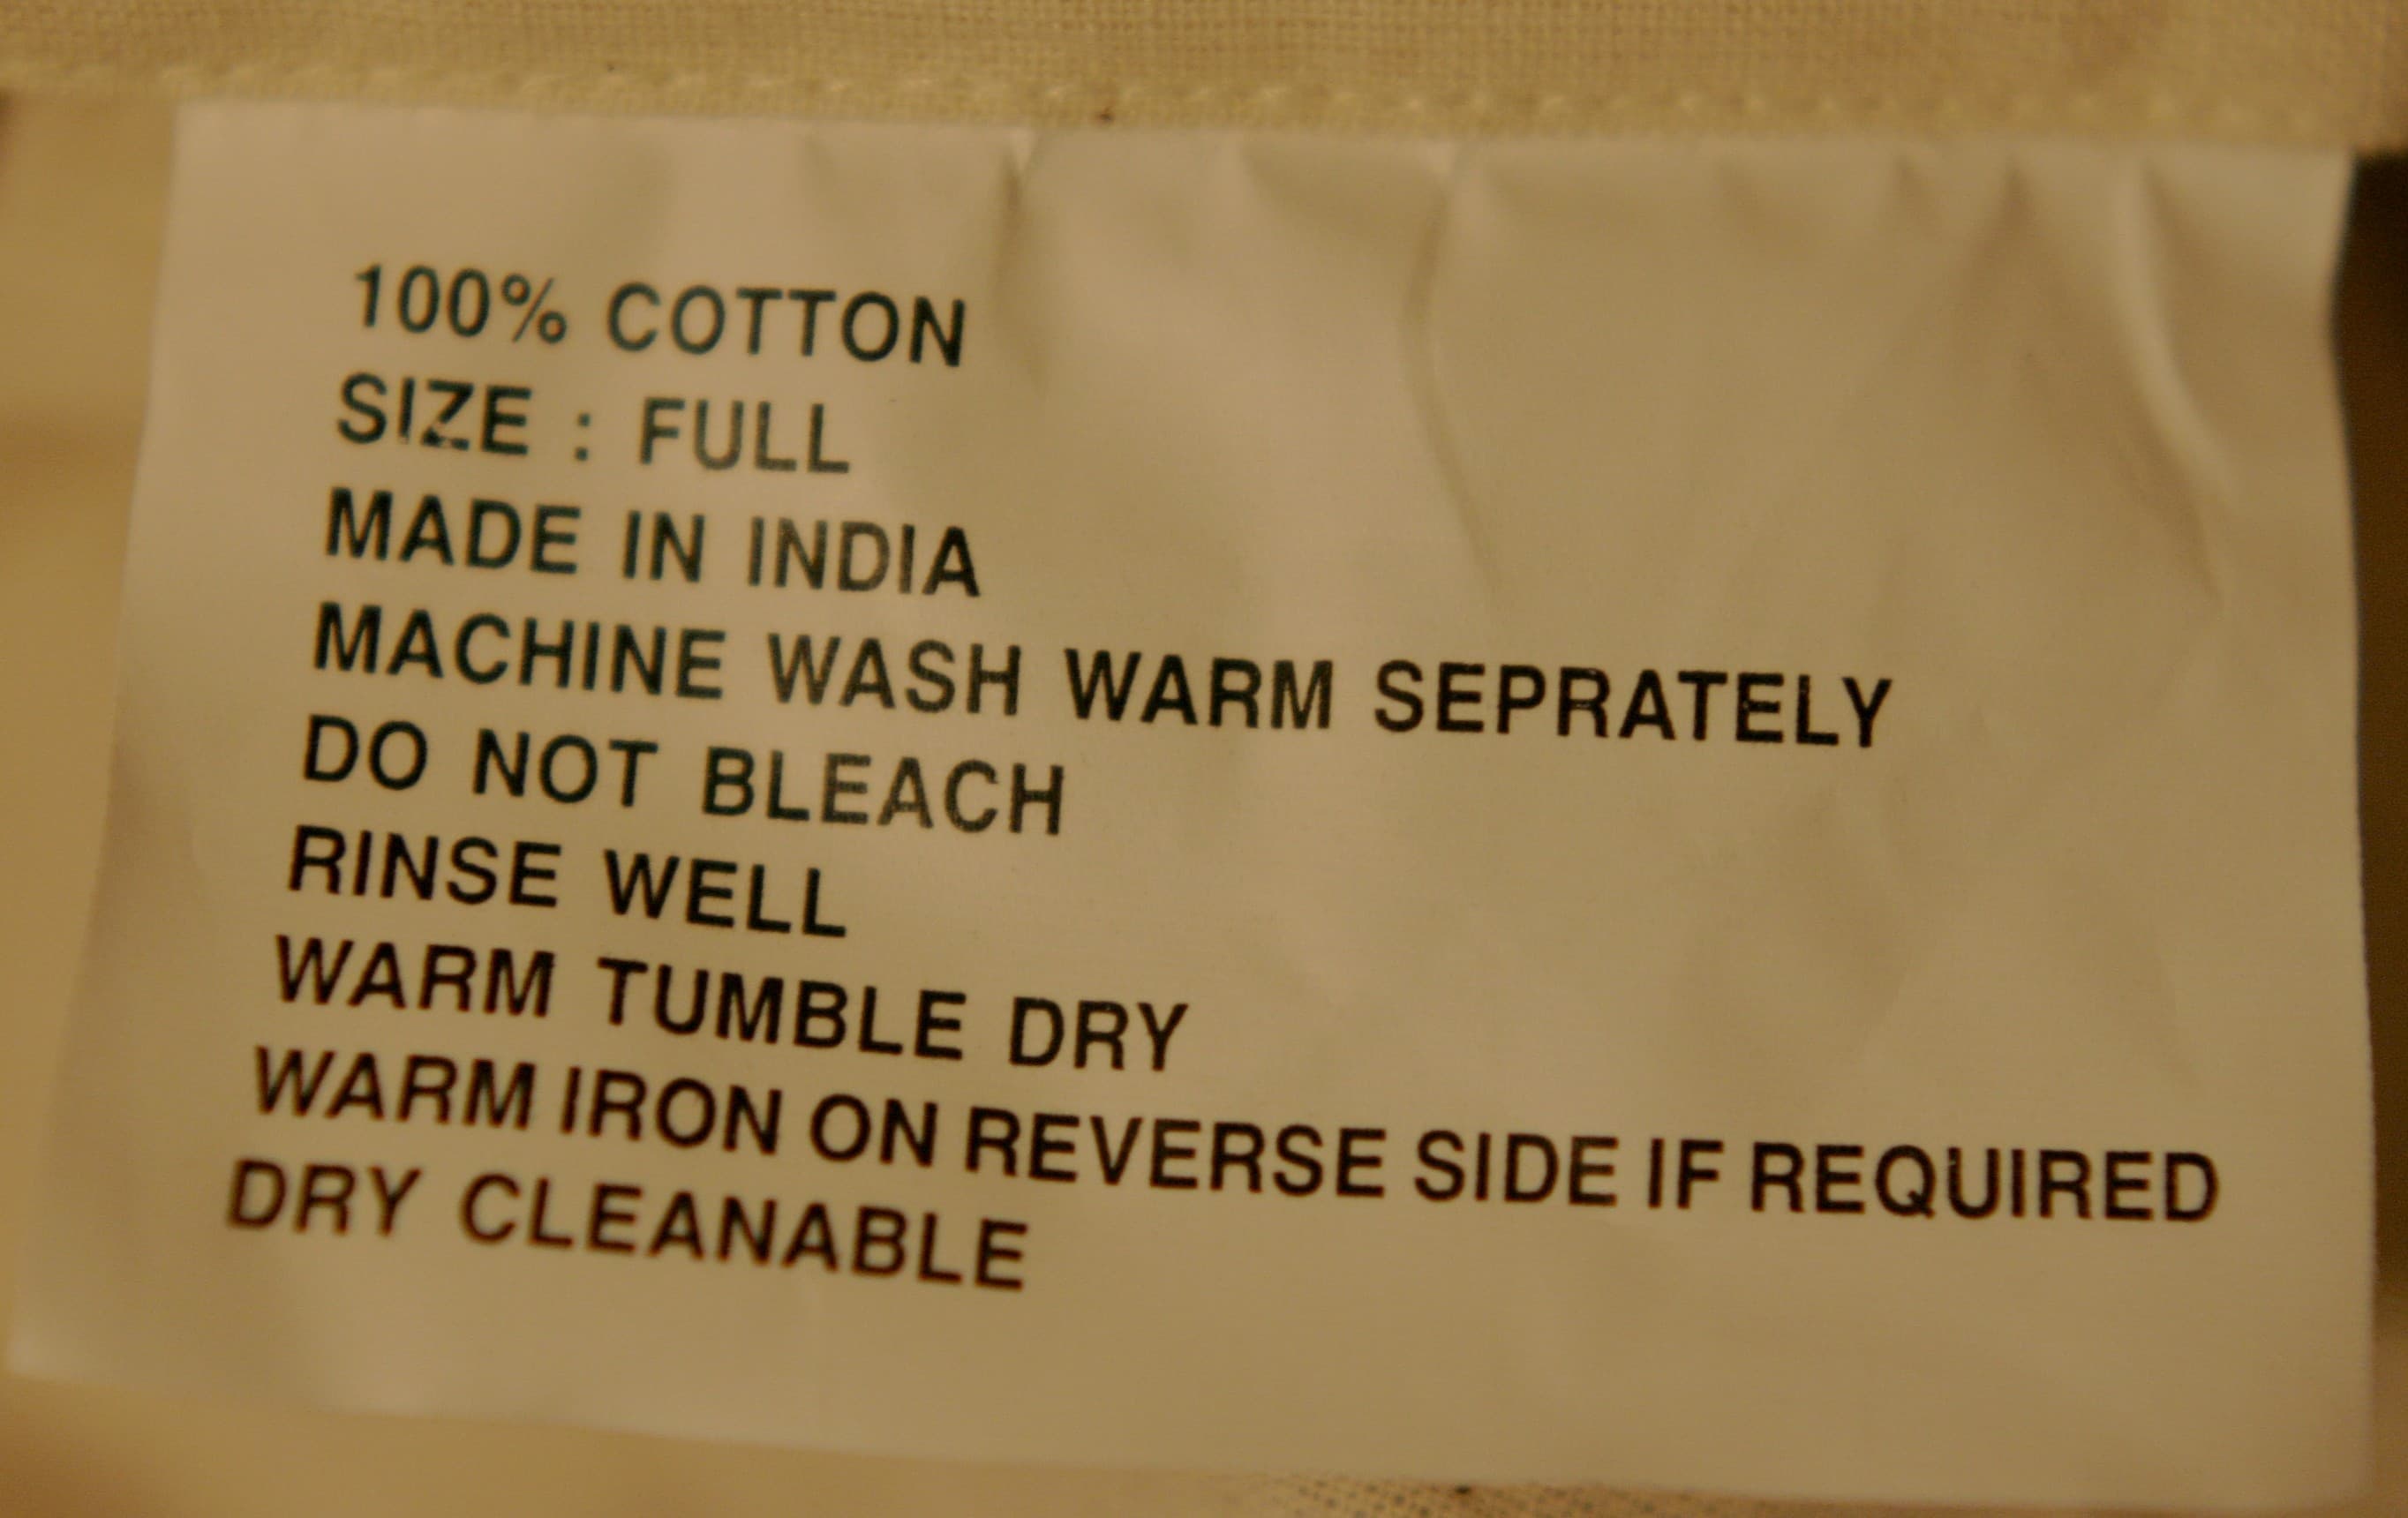 100% COTTON
SIZE : FULL
MADE IN INDIA
MACHINE WASH WARM SEPRATELY
DO NOT BLEACH
RINSE WELL
WARM TUMBLE DRY
WARM IRON ON REVERSE SIDE IF REQUIRED
DRY CLEANABLE